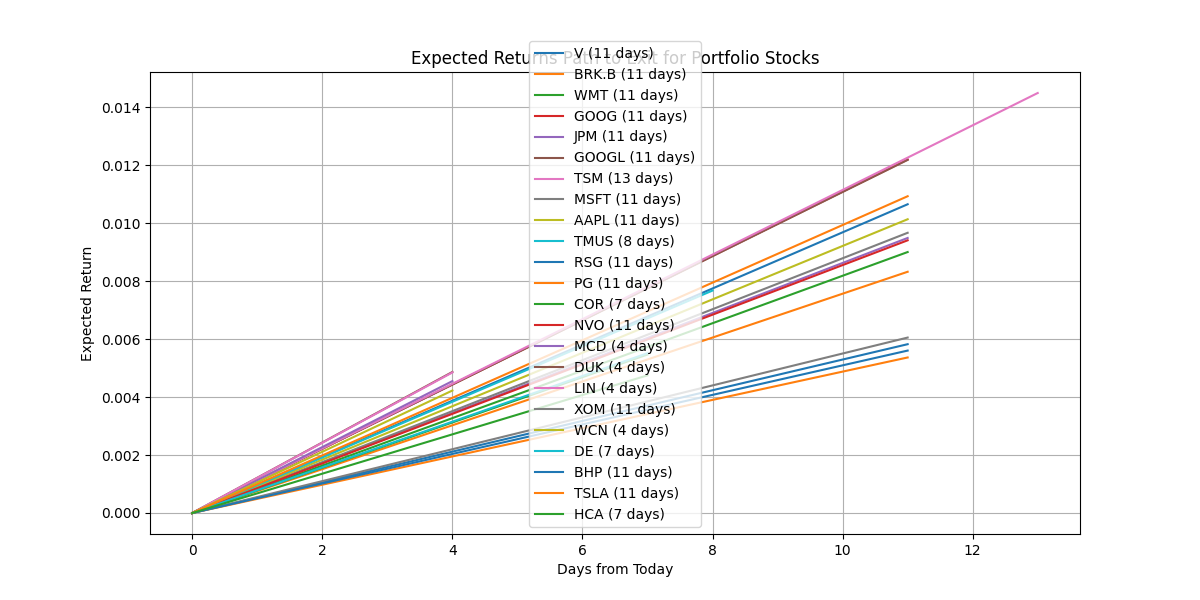 Expected Returns Path to Exit for Portfolio Stocks
V (11 days)
BRK.B (11 days)
WMT (11 days)
GOOG (11 days)
JPM (11 days)
GOOGL (11 days)
TSM (13 days)
MSFT (11 days)
AAPL (11 days)
TMUS (8 days)
RSG (11 days)
PG (11 days)
COR (7 days)
NVO (11 days)
MCD (4 days)
DUK (4 days)
LIN (4 days)
XOM (11 days)
WCN (4 days)
DE (7 days)
BHP (11 days)
TSLA (11 days)
HCA (7 days)
Expected Return
0.014
0.012
0.010
0.008
0.006
0.004
0.002
0.000
0 2 4 6 8 10 12
Days from Today